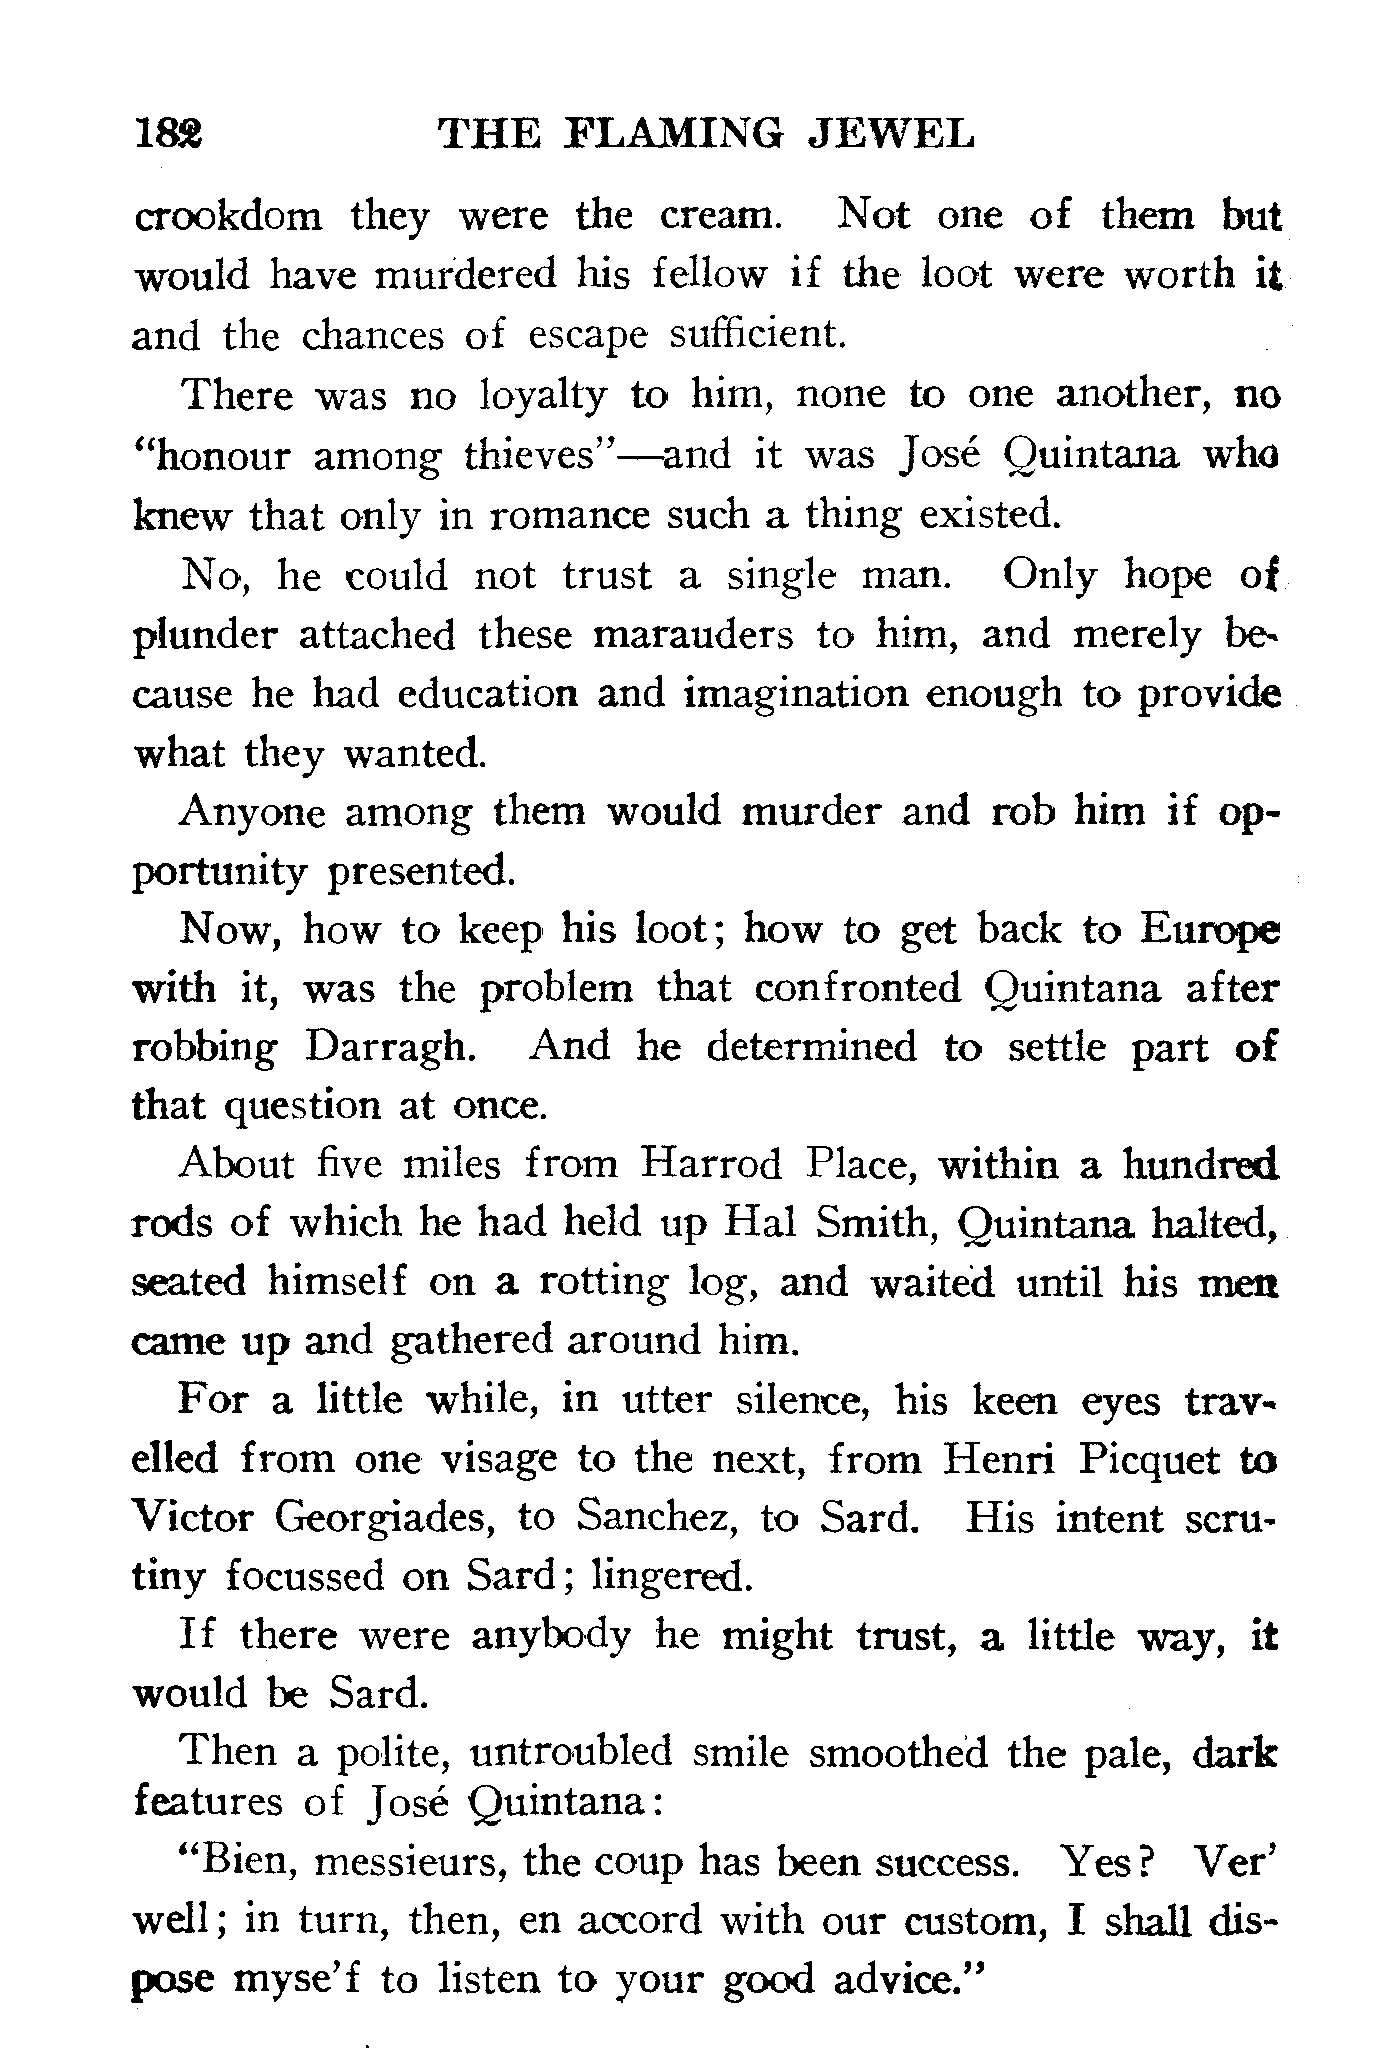 182 THE FLAMING JEWEL
crookdom they were the cream. Not one of them but
would have murdered his fellow if the loot were worth it
and the chances of escape sufficient.
There was no loyalty to him, none to one another, no
“honour among thieves”—and it was José Quintana who
knew that only in romance such a thing existed.
No, he could not trust a single man. Only hope of
plunder attached these marauders to him, and merely be-
cause he had education and imagination enough to provide
what they wanted.
Anyone among them would murder and rob him if op-
portunity presented.
Now, how to keep his loot; how to get back to Europe
with it, was the problem that confronted Quintana after
robbing Darragh. And he determined to settle part of
that question at once.
About five miles from Harrod Place, within a hundred
rods of which he had held up Hal Smith, Quintana halted,
seated himself on a rotting log, and waited until his men
came up and gathered around him.
For a little while, in utter silence, his keen eyes trav-
elled from one visage to the next, from Henri Picquet to
Victor Georgiades, to Sanchez, to Sard. His intent scru-
tiny focussed on Sard; lingered.
If there were anybody he might trust, a little way, it
would be Sard.
Then a polite, untroubled smile smoothed the pale, dark
features of José Quintana:
“Bien, messieurs, the coup has been success. Yes? Ver’
well; in turn, then, en accord with our custom, I shall dis-
pose myse’f to listen to your good advice.”